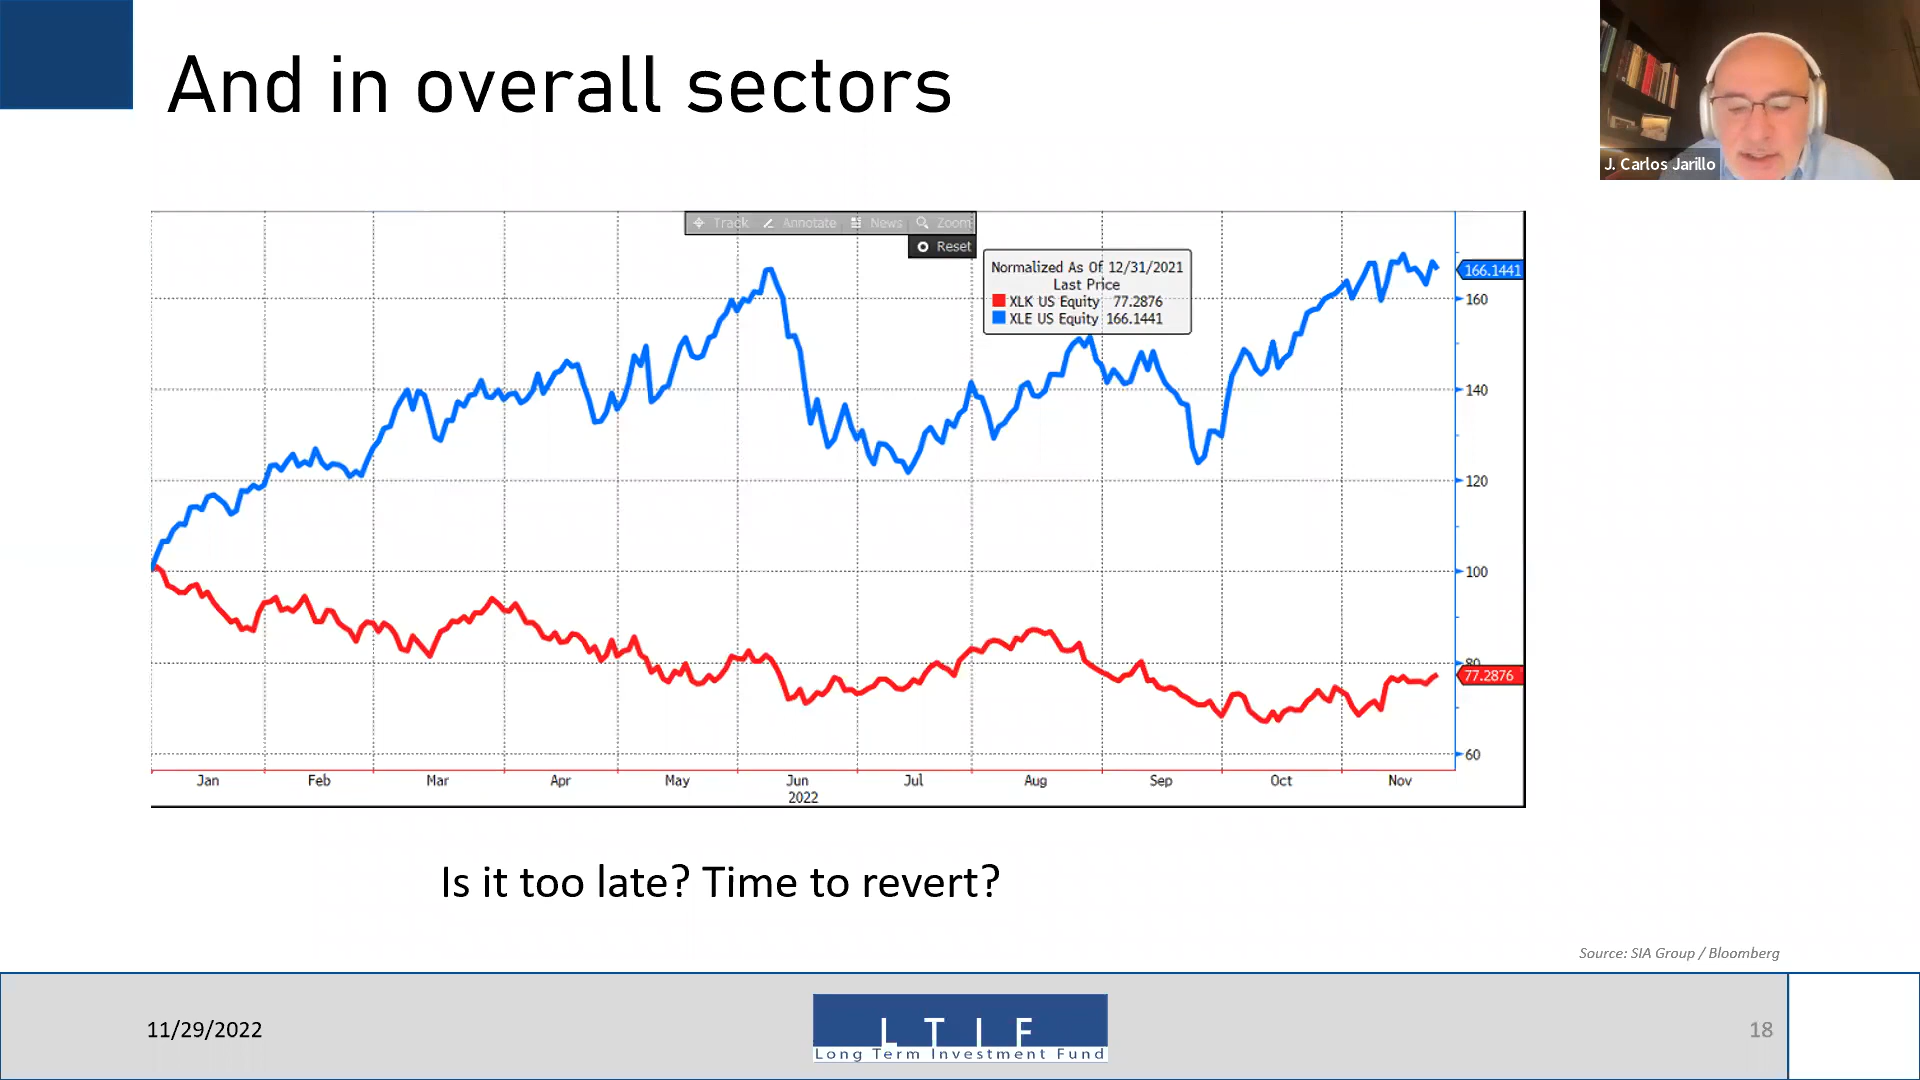 And in overall sectors
J. Carlos Jarillo
Track Annotate News Zoom
Reset
Normalized As Of 12/31/2021
Last Price
XLK US Equity 77.2876
XLE US Equity 166.1441
166.1441
160
140
120
100
80
77.2876
60
Jan Feb Mar Apr May Jun Jul Aug Sep Oct Nov
2022
Is it too late? Time to revert?
Source: SIA Group / Bloomberg
11/29/2022
LTIF
Long Term Investment Fund
18